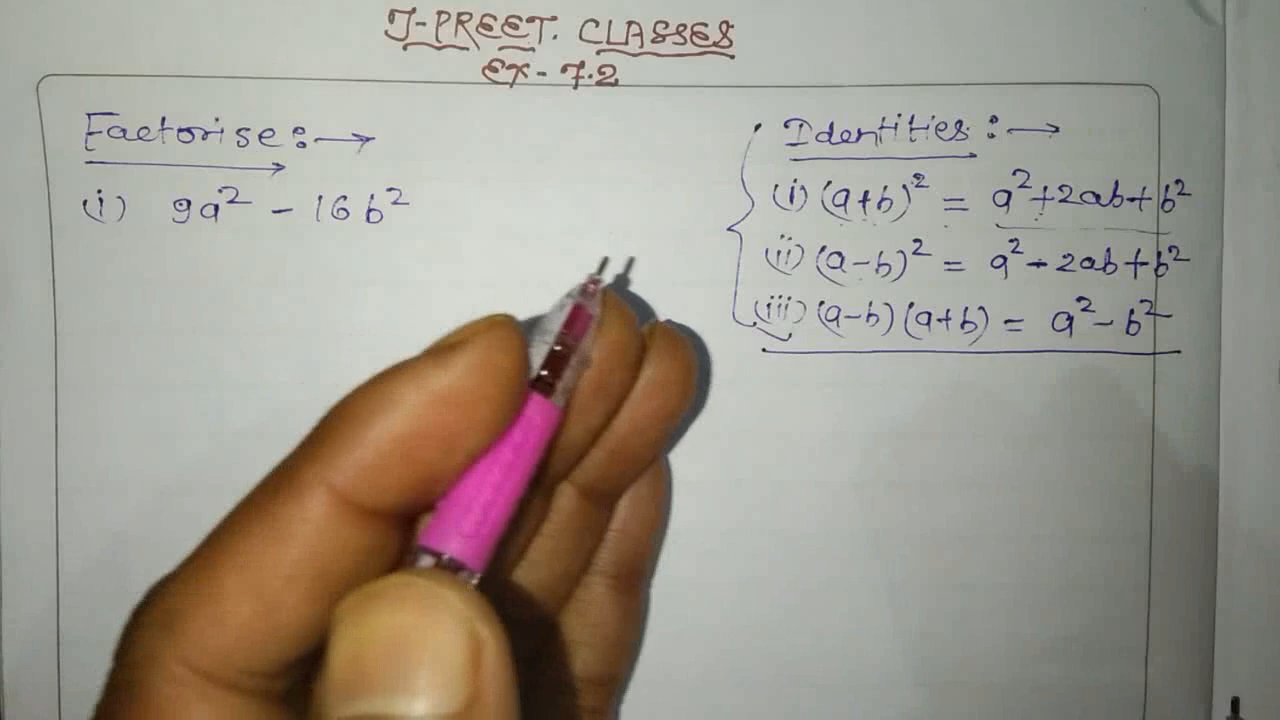 J-PREET. CLASSES
EX- 7.2
Factorise:→
(i) 9a² - 16b²
Identities:→
(i) (a+b)² = a²+2ab+b²
(ii) (a-b)² = a²-2ab+b²
(iii) (a-b)(a+b) = a²-b²